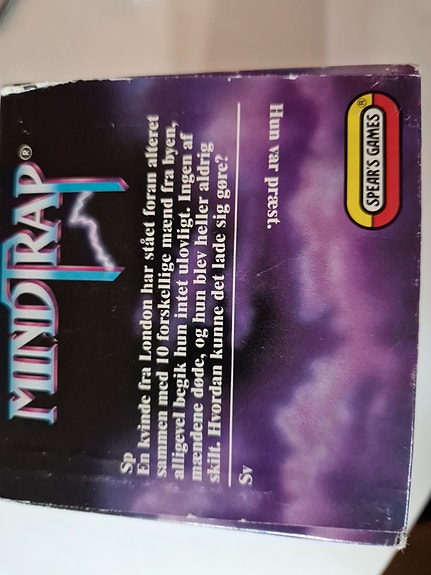 MINDTRAP®
Sp
En kvinde fra London har stået foran alteret
sammen med 10 forskellige mænd fra byen,
alligevel begik hun intet ulovligt. Ingen af
mændene døde, og hun blev heller aldrig
skilt. Hvordan kunne det lade sig gøre?
Sv
Hun var præst.
SPEAR'S GAMES®